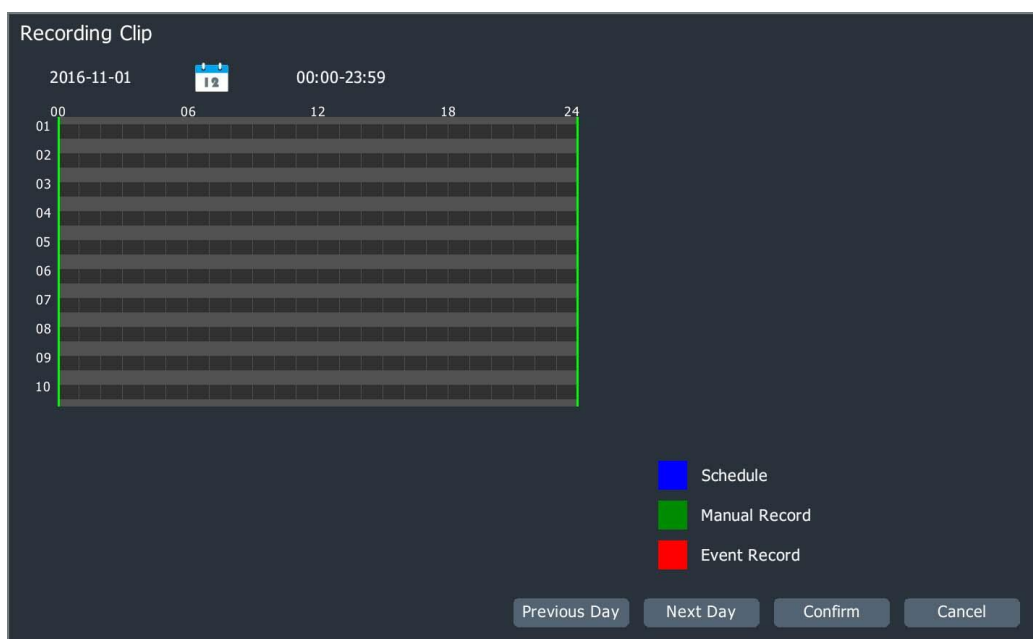 Recording Clip
2016-11-01 12 00:00-23:59
00 06 12 18 24
01
02
03
04
05
06
07
08
09
10
Schedule
Manual Record
Event Record
Previous Day Next Day Confirm Cancel